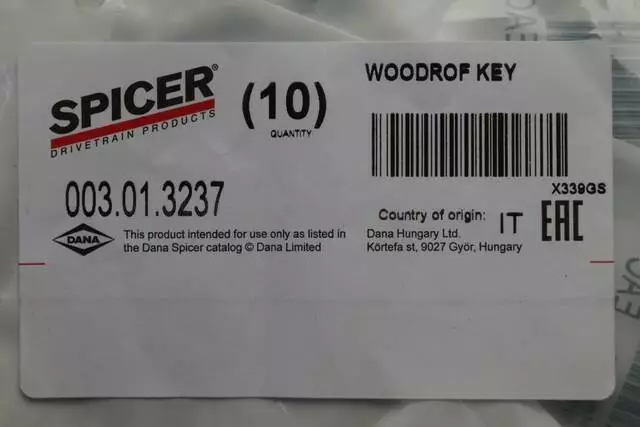 SPICER®
DRIVETRAIN PRODUCTS
(10)
QUANTITY
WOODROF KEY
X339GS
003.01.3237
Country of origin: IT
EAC
DANA
This product intended for use only as listed in
the Dana Spicer catalog © Dana Limited
Dana Hungary Ltd.
Körtefa st, 9027 Györ, Hungary